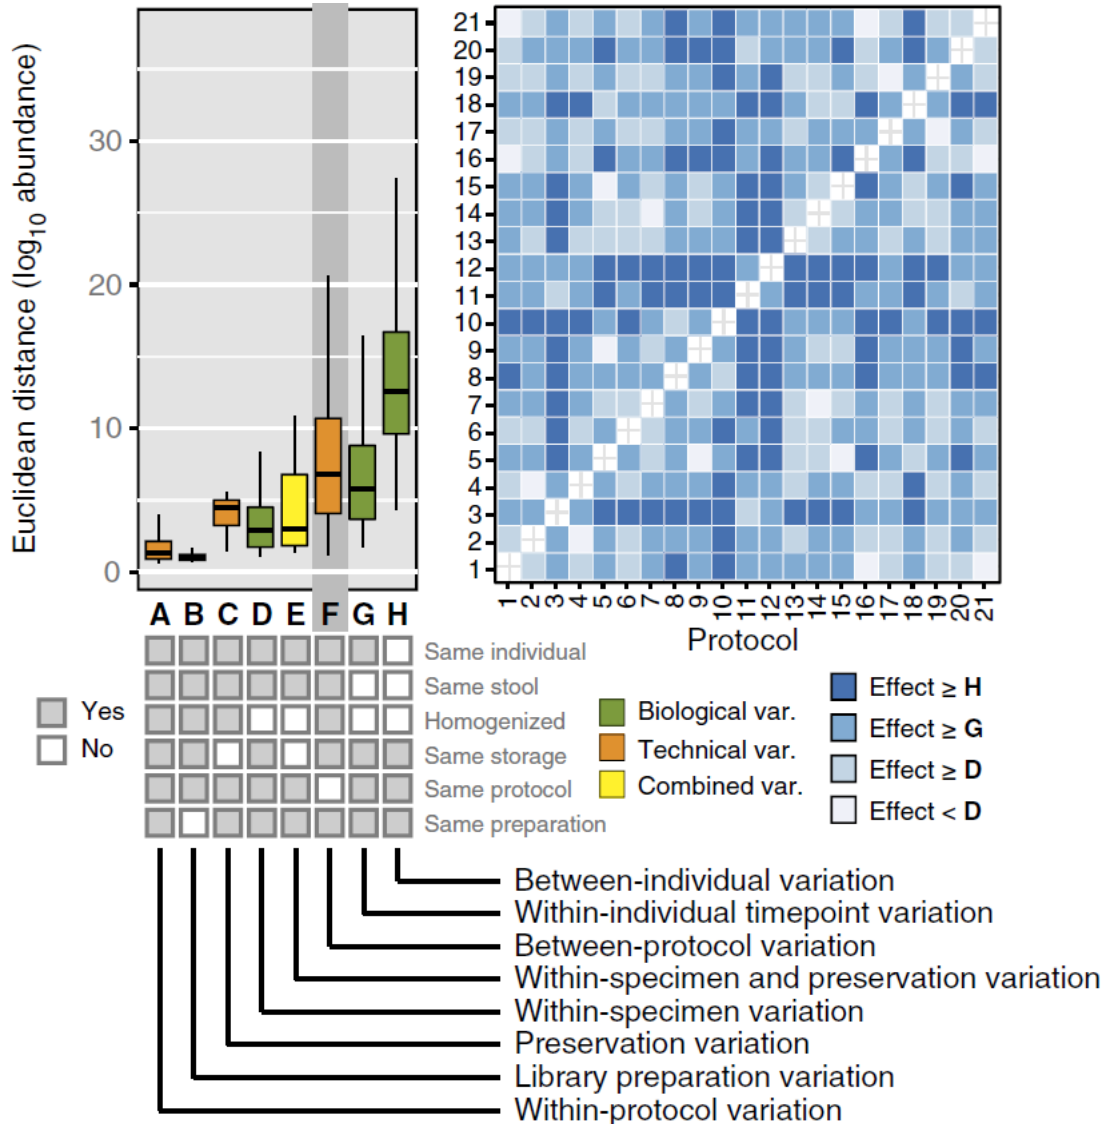 Euclidean distance (log10 abundance)
30
20
10
0
A B C D E F G H
Same individual
Same stool
Homogenized
Same storage
Same protocol
Same preparation
Yes
No
21
20
19
18
17
16
15
14
13
12
11
10
9
8
7
6
5
4
3
2
1
1 2 3 4 5 6 7 8 9 10 11 12 13 14 15 16 17 18 19 20 21
Protocol
Biological var.
Technical var.
Combined var.
Effect ≥ H
Effect ≥ G
Effect ≥ D
Effect < D
Between-individual variation
Within-individual timepoint variation
Between-protocol variation
Within-specimen and preservation variation
Within-specimen variation
Preservation variation
Library preparation variation
Within-protocol variation